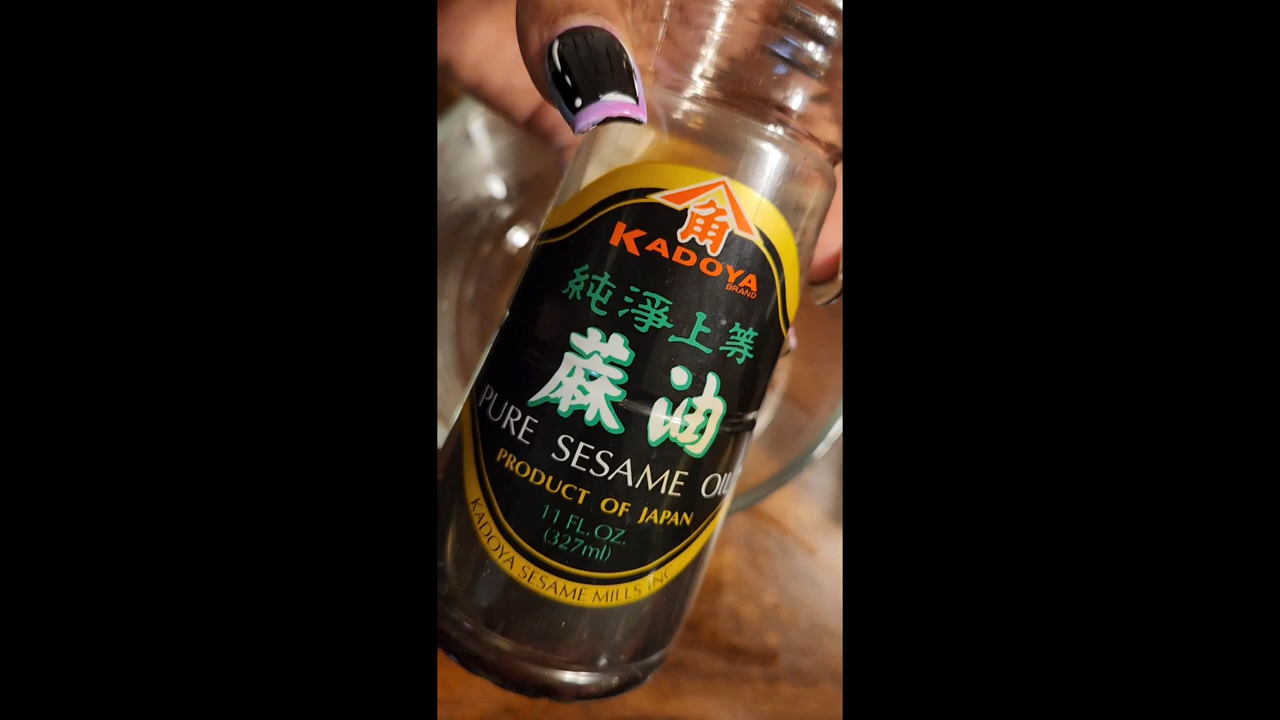 角
KADOYA
BRAND
純淨上等
蔴油
PURE SESAME OIL
PRODUCT OF JAPAN
11 FL. OZ.
(327ml)
KADOYA SESAME MILLS INC